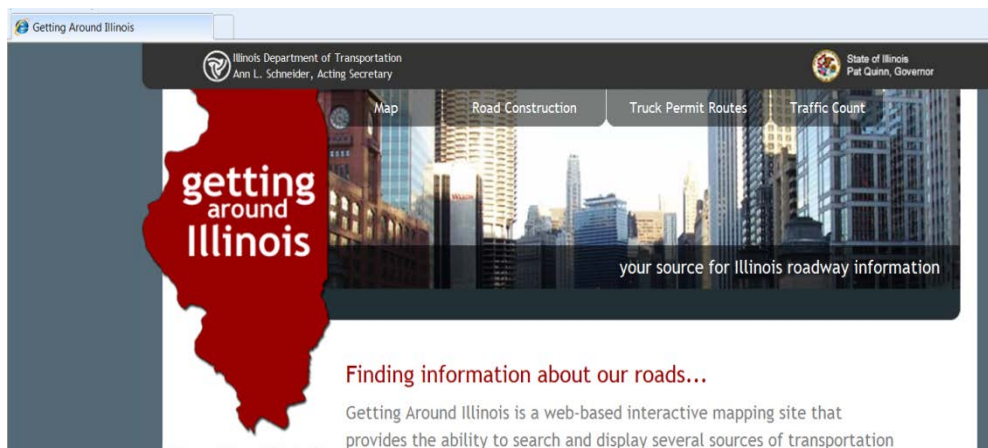 Getting Around Illinois
Illinois Department of Transportation
Ann L. Schneider, Acting Secretary
State of Illinois
Pat Quinn, Governor
Map
Road Construction
Truck Permit Routes
Traffic Count
getting
around
Illinois
your source for Illinois roadway information
Finding information about our roads...
Getting Around Illinois is a web-based interactive mapping site that
provides the ability to search and display several sources of transportation